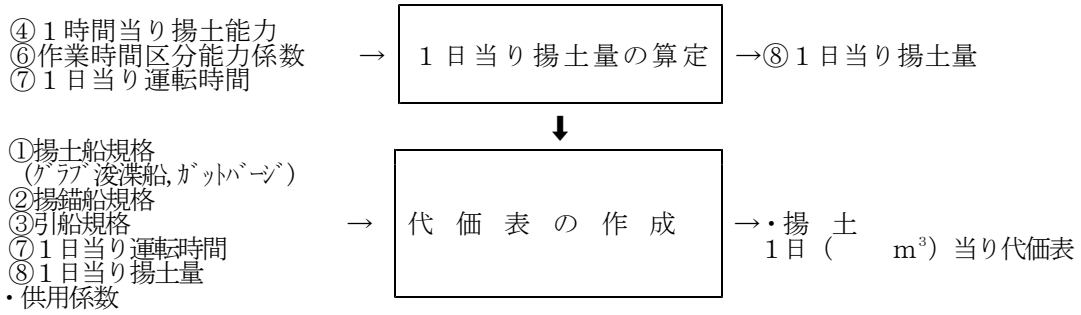 ④１時間当り揚土能力
⑥作業時間区分能力係数 → １日当り揚土量の算定 →⑧１日当り揚土量
⑦１日当り運転時間
⬇
①揚土船規格
(ｸﾞﾗﾌﾞ浚渫船,ｶﾞｯﾄﾊﾞｰｼﾞ)
②揚錨船規格
③引船規格 → 代価表の作成 →・揚　土
⑦１日当り運転時間 １日（　　m³）当り代価表
⑧１日当り揚土量
・供用係数